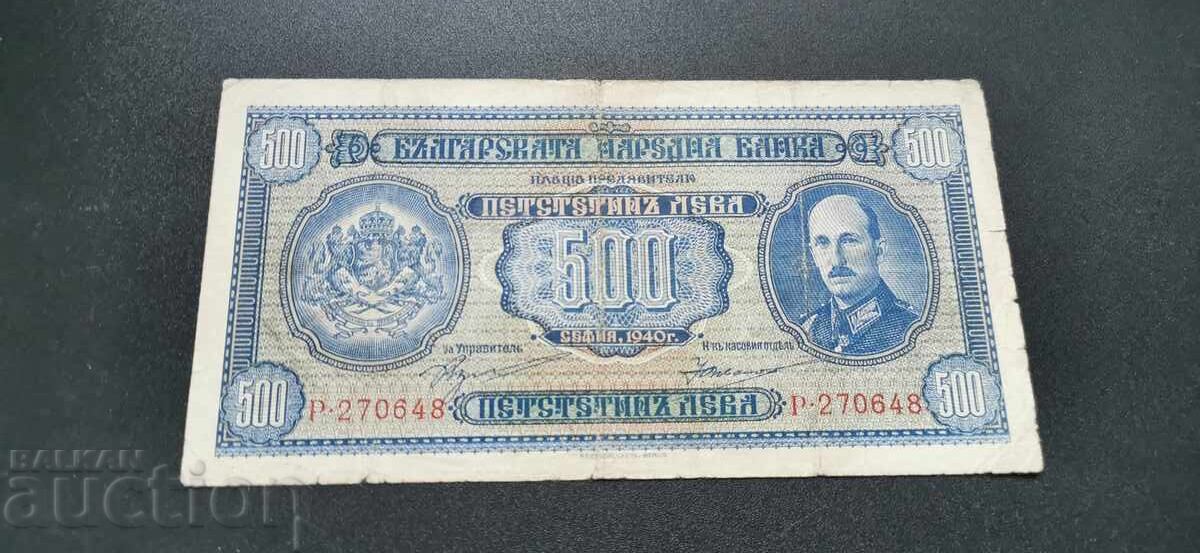 500 БЪЛГАРСКАТА НАРОДНА БАНКА 500
ПЛАЩА ПРЕДЯВИТЕЛЮ
ПЕТСТОТИНЪ ЛЕВА
500
СОФИЯ, 1940 г.
за Управитель
Н-къ касовия отдѣлъ
500 Р·270648 ПЕТСТОТИНЪ ЛЕВА Р·270648 500
BALKAN
auction